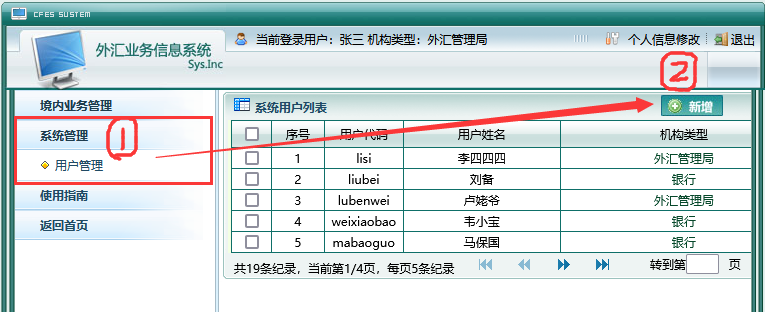 CFES SUSTEM
外汇业务信息系统
Sys.Inc
当前登录用户：张三 机构类型：外汇管理局
个人信息修改
退出
境内业务管理
系统管理
用户管理
使用指南
返回首页
1
2
系统用户列表
新增
序号 用户代码 用户姓名 机构类型
1 lisi 李四四四 外汇管理局
2 liubei 刘备 银行
3 lubenwei 卢姥爷 外汇管理局
4 weixiaobao 韦小宝 银行
5 mabaoguo 马保国 银行
共19条纪录，当前第1/4页，每页5条纪录 转到第 页